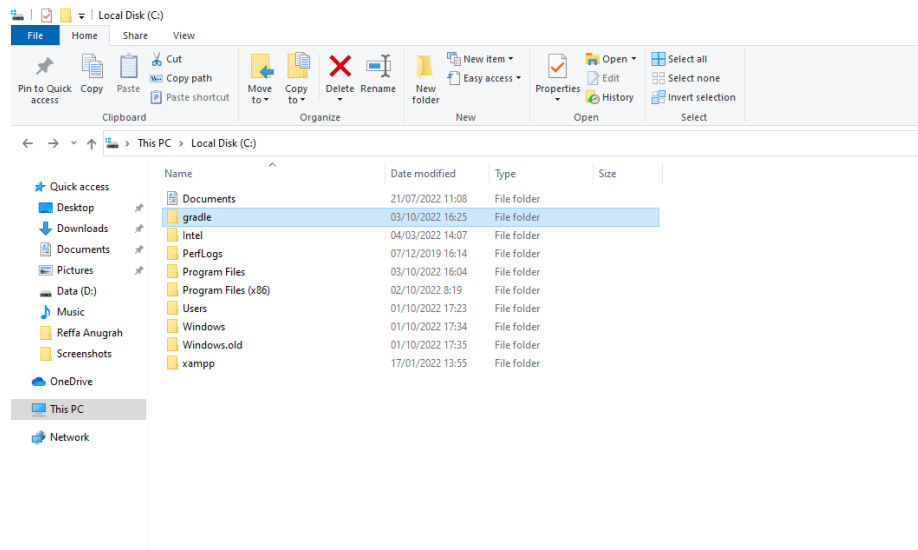 Local Disk (C:)
File Home Share View
Pin to Quick access
Copy
Paste
Cut
Copy path
Paste shortcut
Clipboard
Move to
Copy to
Delete
Rename
Organize
New folder
New item
Easy access
New
Properties
Open
Edit
History
Open
Select all
Select none
Invert selection
Select
This PC > Local Disk (C:)
Quick access
Desktop
Downloads
Documents
Pictures
Data (D:)
Music
Reffa Anugrah
Screenshots
OneDrive
This PC
Network
Name Date modified Type Size
Documents 21/07/2022 11:08 File folder
gradle 03/10/2022 16:25 File folder
Intel 04/03/2022 14:07 File folder
PerfLogs 07/12/2019 16:14 File folder
Program Files 03/10/2022 16:04 File folder
Program Files (x86) 02/10/2022 8:19 File folder
Users 01/10/2022 17:23 File folder
Windows 01/10/2022 17:34 File folder
Windows.old 01/10/2022 17:35 File folder
xampp 17/01/2022 13:55 File folder